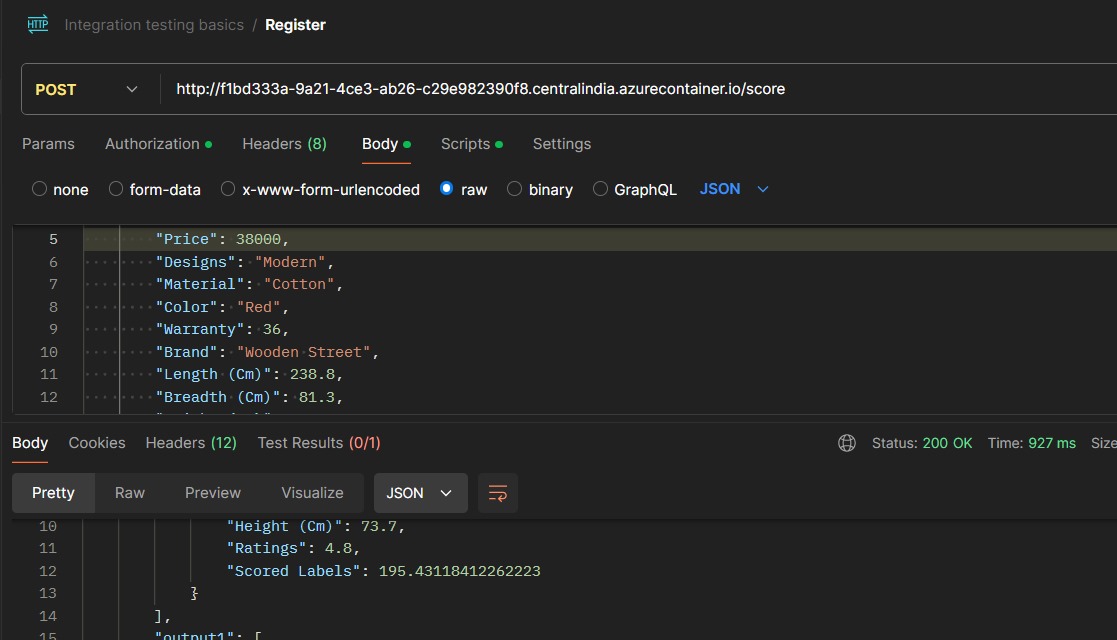 HTTP Integration testing basics / Register
POST http://f1bd333a-9a21-4ce3-ab26-c29e982390f8.centralindia.azurecontainer.io/score
Params Authorization Headers (8) Body Scripts Settings
none form-data x-www-form-urlencoded raw binary GraphQL JSON
5 "Price": 38000,
6 "Designs": "Modern",
7 "Material": "Cotton",
8 "Color": "Red",
9 "Warranty": 36,
10 "Brand": "Wooden Street",
11 "Length (Cm)": 238.8,
12 "Breadth (Cm)": 81.3,
Body Cookies Headers (12) Test Results (0/1) Status: 200 OK Time: 927 ms Size
Pretty Raw Preview Visualize JSON
10 "Height (Cm)": 73.7,
11 "Ratings": 4.8,
12 "Scored Labels": 195.43118412262223
13 }
14 ],
15 "output1": [